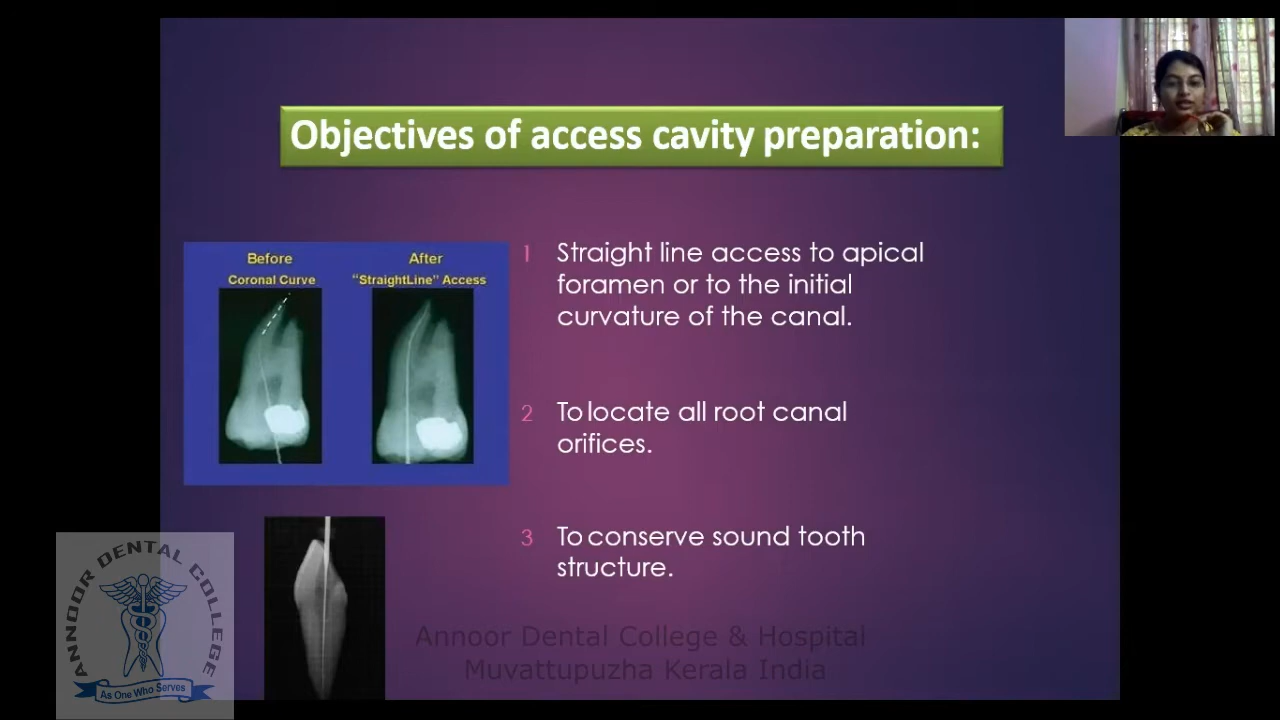 Objectives of access cavity preparation:
Before
After
Coronal Curve
“StraightLine” Access
1 Straight line access to apical
foramen or to the initial
curvature of the canal.
2 To locate all root canal
orifices.
3 To conserve sound tooth
structure.
ANNOOR DENTAL COLLEGE
As One Who Serves
Annoor Dental College & Hospital
Muvattupuzha Kerala India